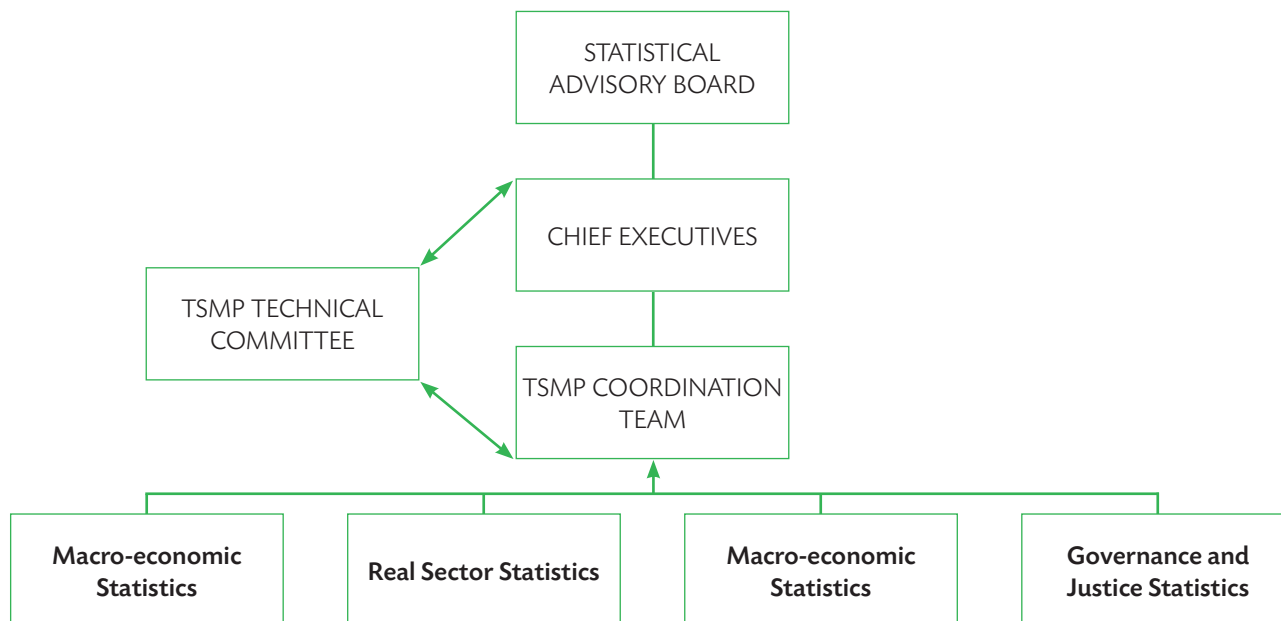 STATISTICAL
ADVISORY BOARD
CHIEF EXECUTIVES
TSMP TECHNICAL
COMMITTEE
TSMP COORDINATION
TEAM
Macro-economic
Statistics
Real Sector Statistics
Macro-economic
Statistics
Governance and
Justice Statistics